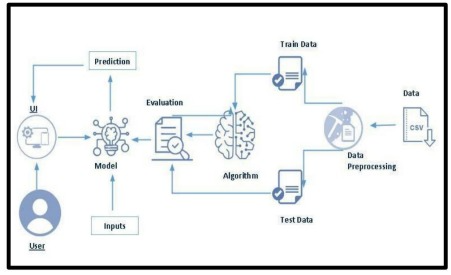 Train Data
Prediction
Evaluation
Data
UI
CSV
Model
Algorithm
Data
Preprocessing
Inputs
Test Data
User